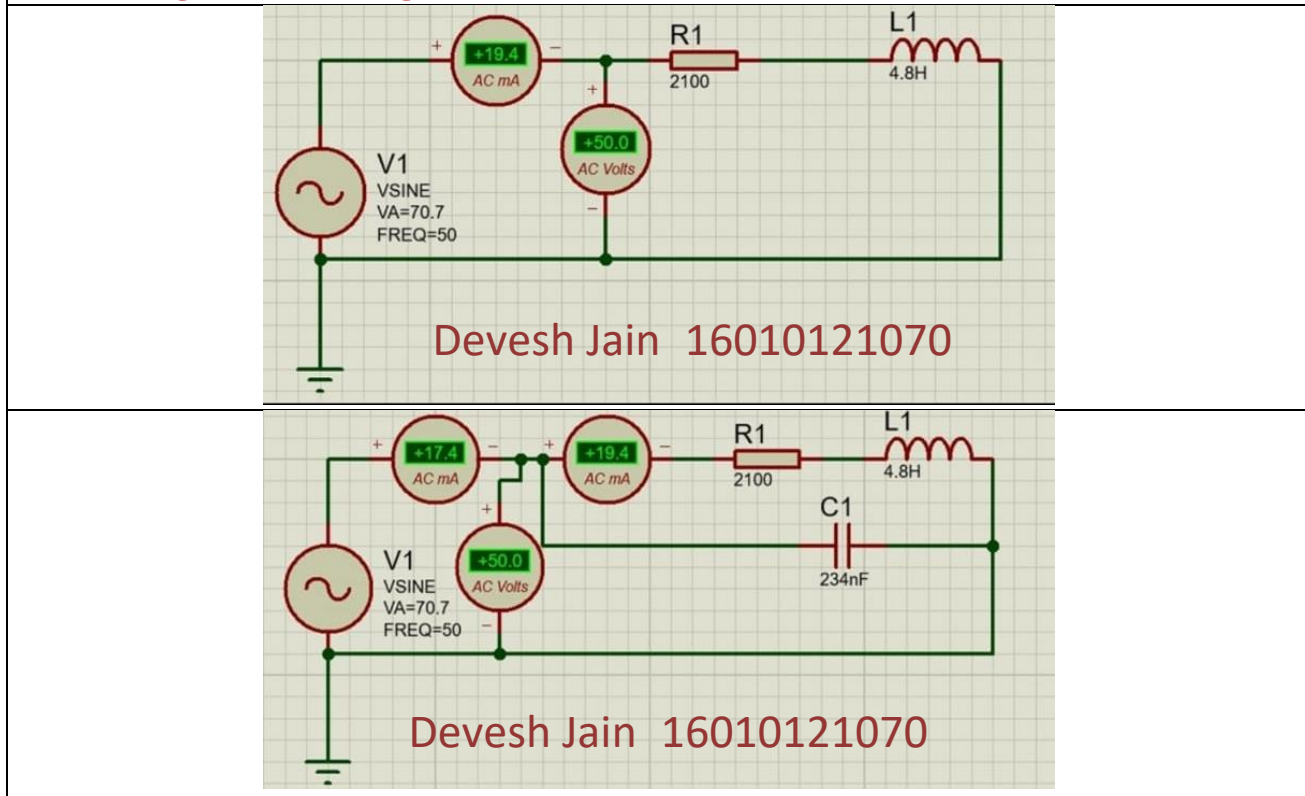 R1
L1
+
+19.4
−
AC mA
2100
4.8H
+
+50.0
AC Volts
−
V1
VSINE
VA=70.7
FREQ=50
Devesh Jain 16010121070
L1
R1
+
+17.4
−
+
+19.4
−
AC mA
AC mA
2100
4.8H
C1
+
+50.0
AC Volts
−
234nF
V1
VSINE
VA=70.7
FREQ=50
Devesh Jain 16010121070